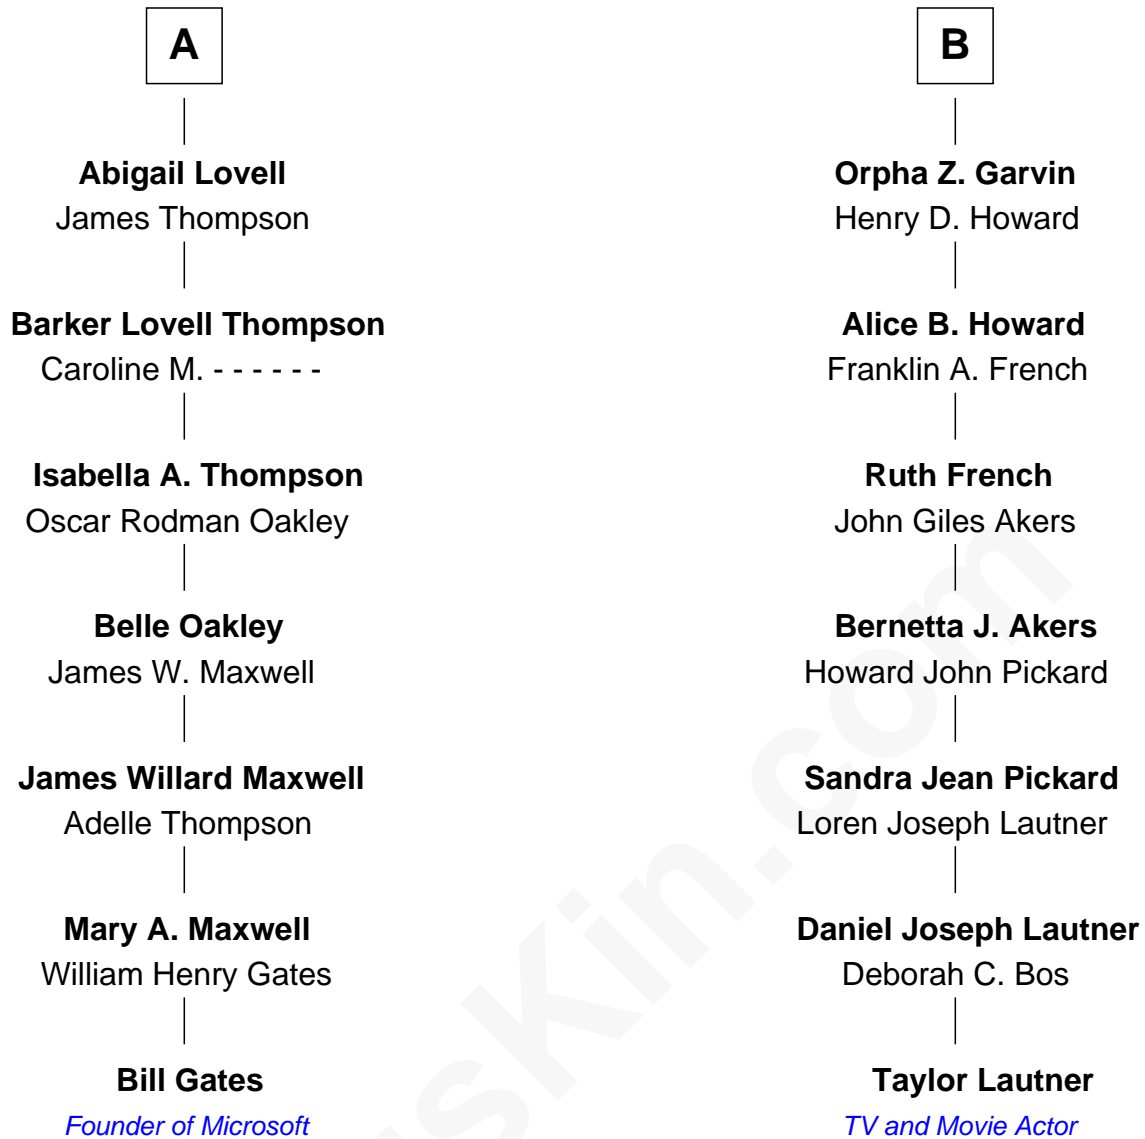 A
Abigail Lovell
James Thompson
Barker Lovell Thompson
Caroline M. - - - - - -
Isabella A. Thompson
Oscar Rodman Oakley
Belle Oakley
James W. Maxwell
James Willard Maxwell
Adelle Thompson
Mary A. Maxwell
William Henry Gates
Bill Gates
Founder of Microsoft
B
Orpha Z. Garvin
Henry D. Howard
Alice B. Howard
Franklin A. French
Ruth French
John Giles Akers
Bernetta J. Akers
Howard John Pickard
Sandra Jean Pickard
Loren Joseph Lautner
Daniel Joseph Lautner
Deborah C. Bos
Taylor Lautner
TV and Movie Actor
sKin.com